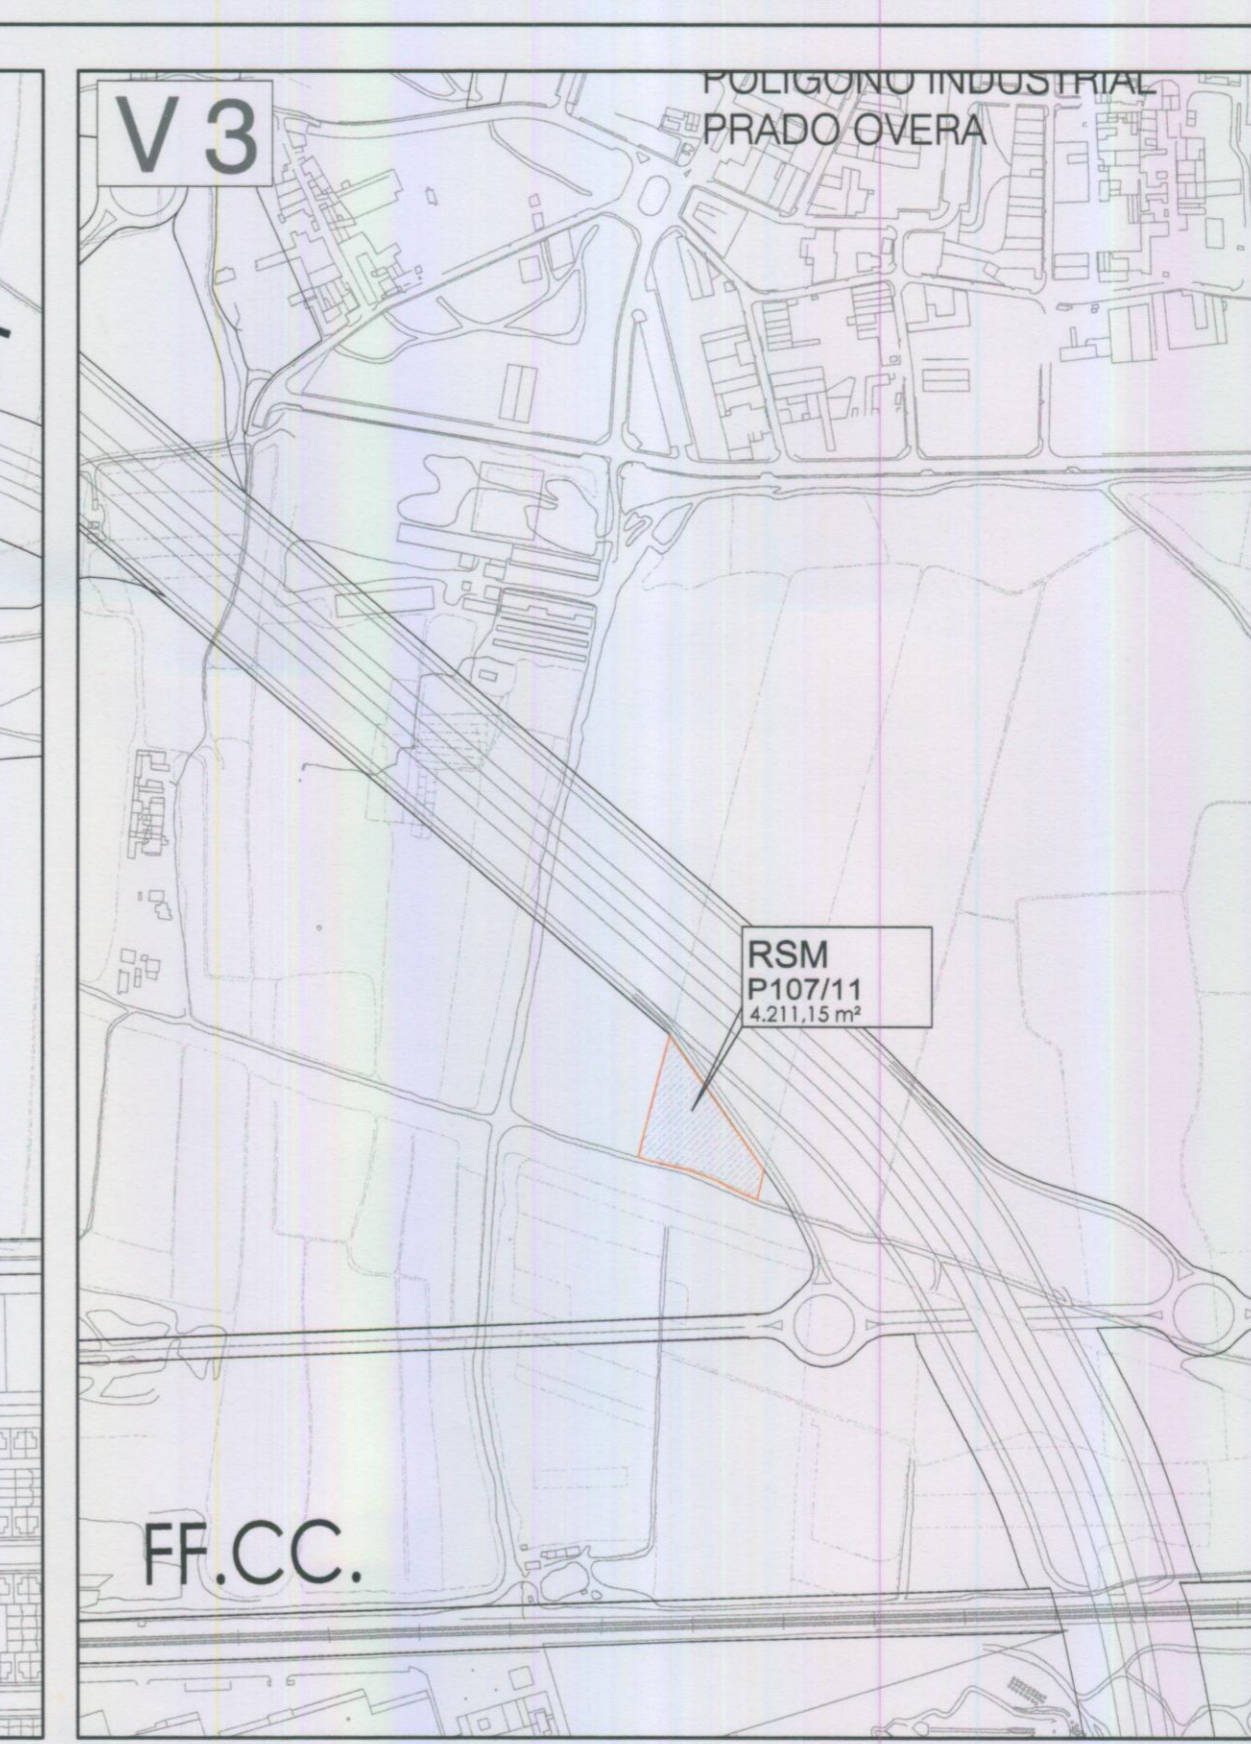 V 3
POLIGONO INDUSTRIAL
PRADO OVERA
RSM
P107/11
4.211,15 m²
FF.CC.